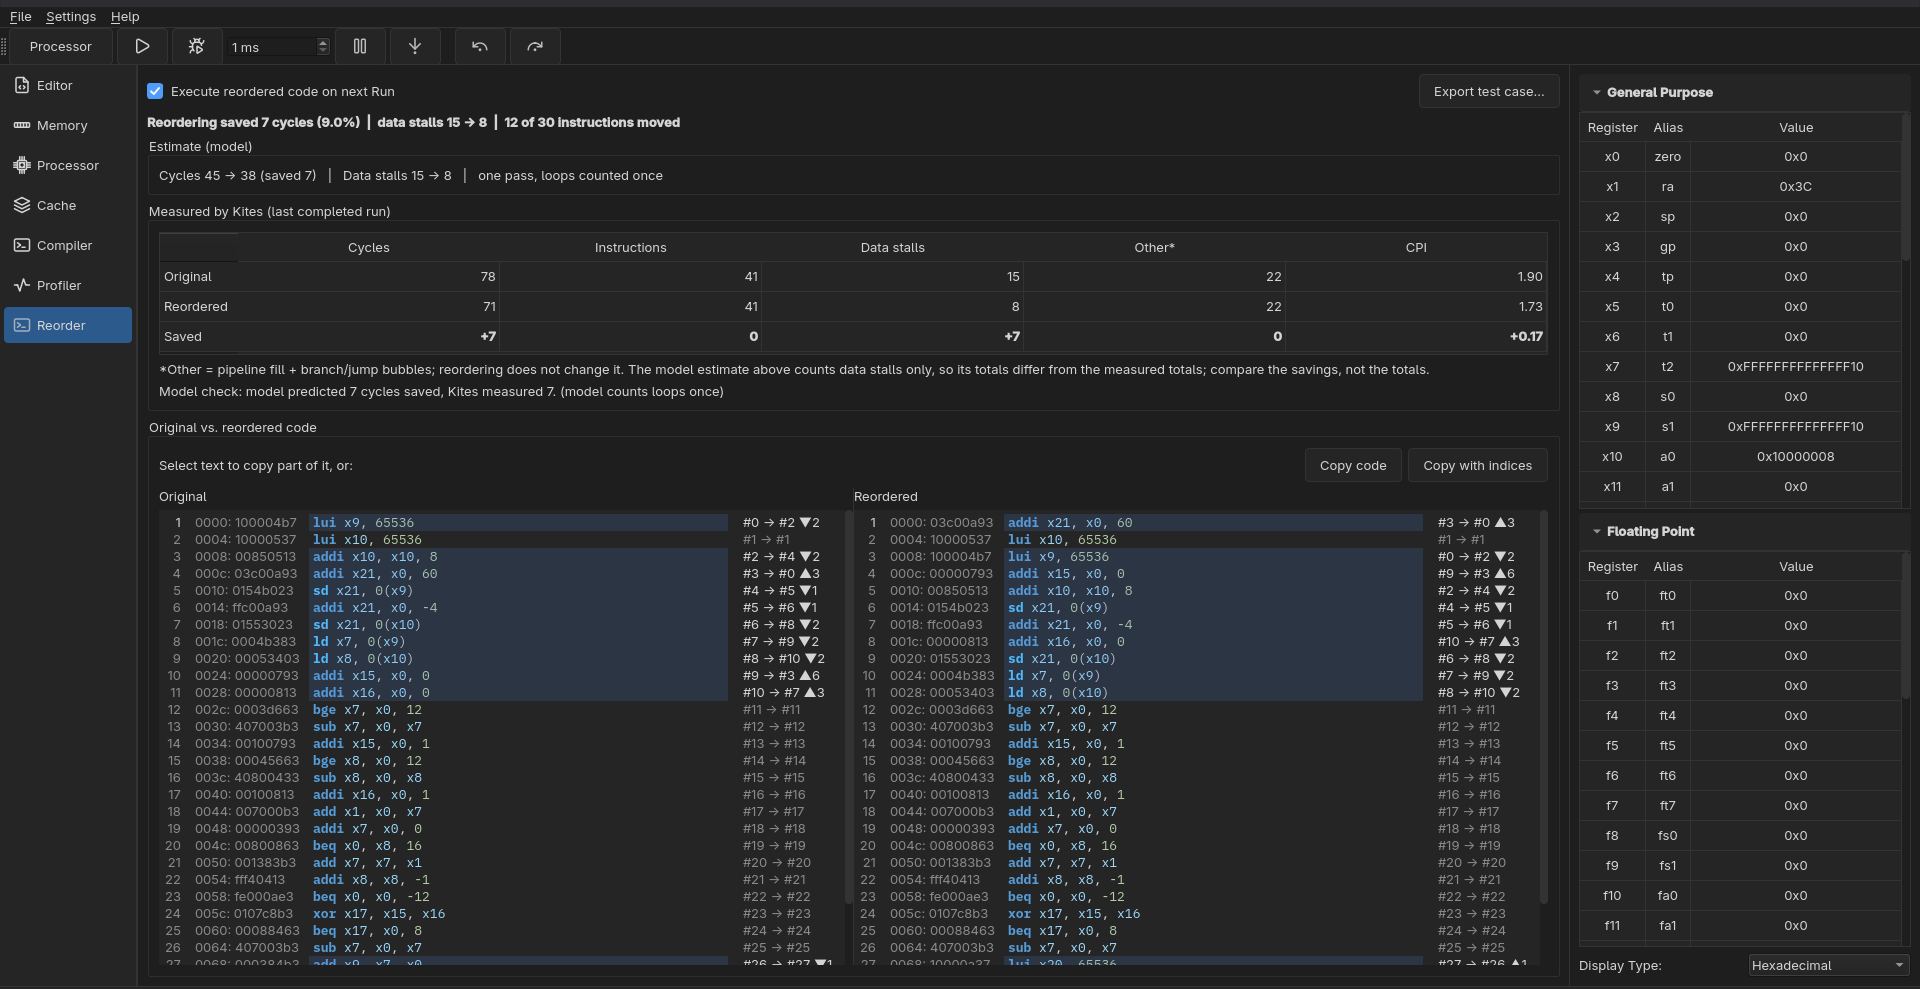 File Settings Help
Processor 1 ms
Editor
Memory
Processor
Cache
Compiler
Profiler
Reorder
Execute reordered code on next Run Export test case...
Reordering saved 7 cycles (9.0%) | data stalls 15 → 8 | 12 of 30 instructions moved
Estimate (model)
Cycles 45 → 38 (saved 7) | Data stalls 15 → 8 | one pass, loops counted once
Measured by Kites (last completed run)
Cycles Instructions Data stalls Other* CPI
Original 78 41 15 22 1.90
Reordered 71 41 8 22 1.73
Saved +7 0 +7 0 +0.17
*Other = pipeline fill + branch/jump bubbles; reordering does not change it. The model estimate above counts data stalls only, so its totals differ from the measured totals; compare the savings, not the totals.
Model check: model predicted 7 cycles saved, Kites measured 7. (model counts loops once)
Original vs. reordered code
Select text to copy part of it, or: Copy code Copy with indices
Original
1 0000: 100004b7 lui x9, 65536 #0 → #2 ▼2
2 0004: 10000537 lui x10, 65536 #1 → #1
3 0008: 00850513 addi x10, x10, 8 #2 → #4 ▼2
4 000c: 03c00a93 addi x21, x0, 60 #3 → #0 ▲3
5 0010: 0154b023 sd x21, 0(x9) #4 → #5 ▼1
6 0014: ffc00a93 addi x21, x0, -4 #5 → #6 ▼1
7 0018: 01553023 sd x21, 0(x10) #6 → #8 ▼2
8 001c: 0004b383 ld x7, 0(x9) #7 → #9 ▼2
9 0020: 00053403 ld x8, 0(x10) #8 → #10 ▼2
10 0024: 00000793 addi x15, x0, 0 #9 → #3 ▲6
11 0028: 00000813 addi x16, x0, 0 #10 → #7 ▲3
12 002c: 0003d663 bge x7, x0, 12 #11 → #11
13 0030: 407003b3 sub x7, x0, x7 #12 → #12
14 0034: 00100793 addi x15, x0, 1 #13 → #13
15 0038: 00045663 bge x8, x0, 12 #14 → #14
16 003c: 40800433 sub x8, x0, x8 #15 → #15
17 0040: 00100813 addi x16, x0, 1 #16 → #16
18 0044: 007000b3 add x1, x0, x7 #17 → #17
19 0048: 00000393 addi x7, x0, 0 #18 → #18
20 004c: 00800863 beq x0, x8, 16 #19 → #19
21 0050: 001383b3 add x7, x7, x1 #20 → #20
22 0054: fff40413 addi x8, x8, -1 #21 → #21
23 0058: fe000ae3 beq x0, x0, -12 #22 → #22
24 005c: 0107c8b3 xor x17, x15, x16 #23 → #23
25 0060: 00088463 beq x17, x0, 8 #24 → #24
26 0064: 407003b3 sub x7, x0, x7 #25 → #25
27 0068: 000384b3 add x9, x7, x0 #26 → #27 ▼1
Reordered
1 0000: 03c00a93 addi x21, x0, 60 #3 → #0 ▲3
2 0004: 10000537 lui x10, 65536 #1 → #1
3 0008: 100004b7 lui x9, 65536 #0 → #2 ▼2
4 000c: 00000793 addi x15, x0, 0 #9 → #3 ▲6
5 0010: 00850513 addi x10, x10, 8 #2 → #4 ▼2
6 0014: 0154b023 sd x21, 0(x9) #4 → #5 ▼1
7 0018: ffc00a93 addi x21, x0, -4 #5 → #6 ▼1
8 001c: 00000813 addi x16, x0, 0 #10 → #7 ▲3
9 0020: 01553023 sd x21, 0(x10) #6 → #8 ▼2
10 0024: 0004b383 ld x7, 0(x9) #7 → #9 ▼2
11 0028: 00053403 ld x8, 0(x10) #8 → #10 ▼2
12 002c: 0003d663 bge x7, x0, 12 #11 → #11
13 0030: 407003b3 sub x7, x0, x7 #12 → #12
14 0034: 00100793 addi x15, x0, 1 #13 → #13
15 0038: 00045663 bge x8, x0, 12 #14 → #14
16 003c: 40800433 sub x8, x0, x8 #15 → #15
17 0040: 00100813 addi x16, x0, 1 #16 → #16
18 0044: 007000b3 add x1, x0, x7 #17 → #17
19 0048: 00000393 addi x7, x0, 0 #18 → #18
20 004c: 00800863 beq x0, x8, 16 #19 → #19
21 0050: 001383b3 add x7, x7, x1 #20 → #20
22 0054: fff40413 addi x8, x8, -1 #21 → #21
23 0058: fe000ae3 beq x0, x0, -12 #22 → #22
24 005c: 0107c8b3 xor x17, x15, x16 #23 → #23
25 0060: 00088463 beq x17, x0, 8 #24 → #24
26 0064: 407003b3 sub x7, x0, x7 #25 → #25
27 0068: 10000a37 lui x20, 65536 #27 → #26 ▲1
General Purpose
Register Alias Value
x0 zero 0x0
x1 ra 0x3C
x2 sp 0x0
x3 gp 0x0
x4 tp 0x0
x5 t0 0x0
x6 t1 0x0
x7 t2 0xFFFFFFFFFFFFFF10
x8 s0 0x0
x9 s1 0xFFFFFFFFFFFFFF10
x10 a0 0x10000008
x11 a1 0x0
Floating Point
Register Alias Value
f0 ft0 0x0
f1 ft1 0x0
f2 ft2 0x0
f3 ft3 0x0
f4 ft4 0x0
f5 ft5 0x0
f6 ft6 0x0
f7 ft7 0x0
f8 fs0 0x0
f9 fs1 0x0
f10 fa0 0x0
f11 fa1 0x0
Display Type: Hexadecimal